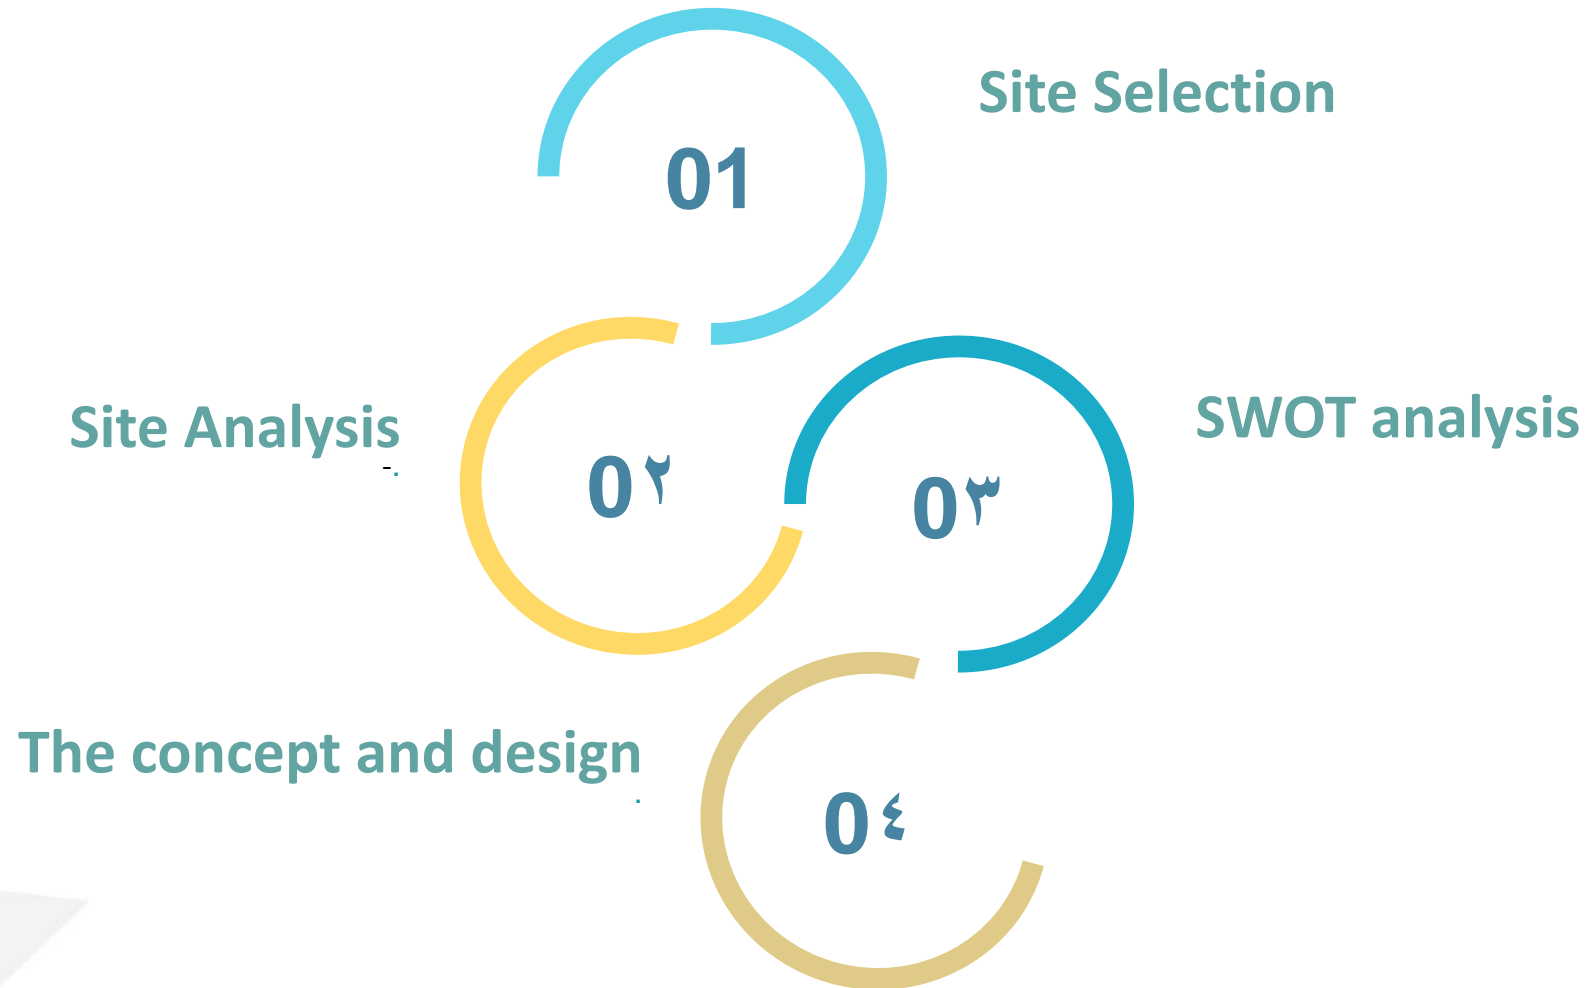 Site Selection
01
Site Analysis
-.
0٢
SWOT analysis
0٣
The concept and design
.
0٤